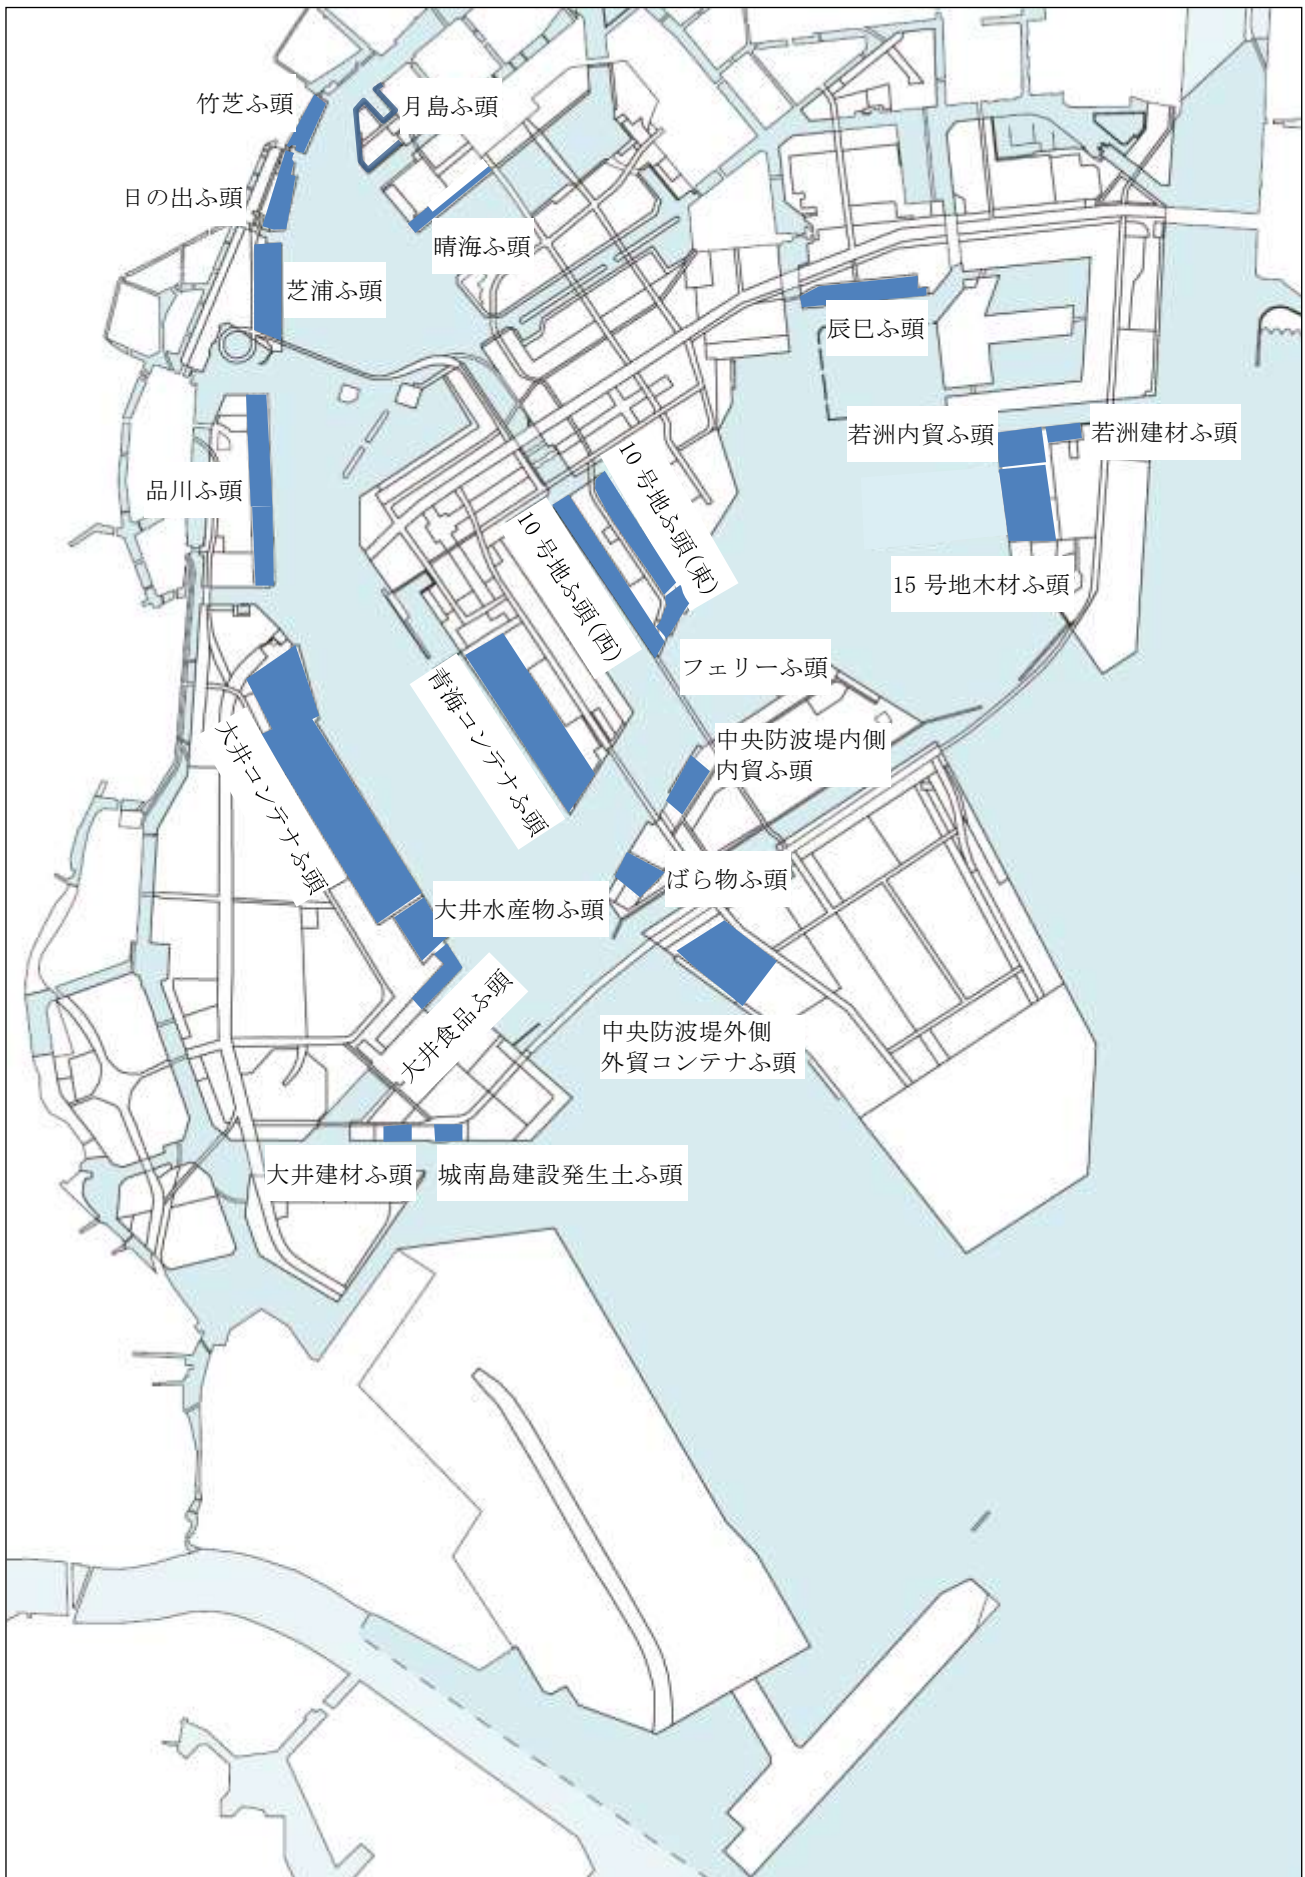 竹芝ふ頭
月島ふ頭
日の出ふ頭
晴海ふ頭
芝浦ふ頭
辰巳ふ頭
若洲内貿ふ頭
若洲建材ふ頭
品川ふ頭
10 号地ふ頭(東)
10 号地ふ頭(西)
15 号地木材ふ頭
フェリーふ頭
青海コンテナふ頭
大井コンテナふ頭
中央防波堤内側
内貿ふ頭
ばら物ふ頭
大井水産物ふ頭
大井食品ふ頭
中央防波堤外側
外貿コンテナふ頭
大井建材ふ頭
城南島建設発生土ふ頭